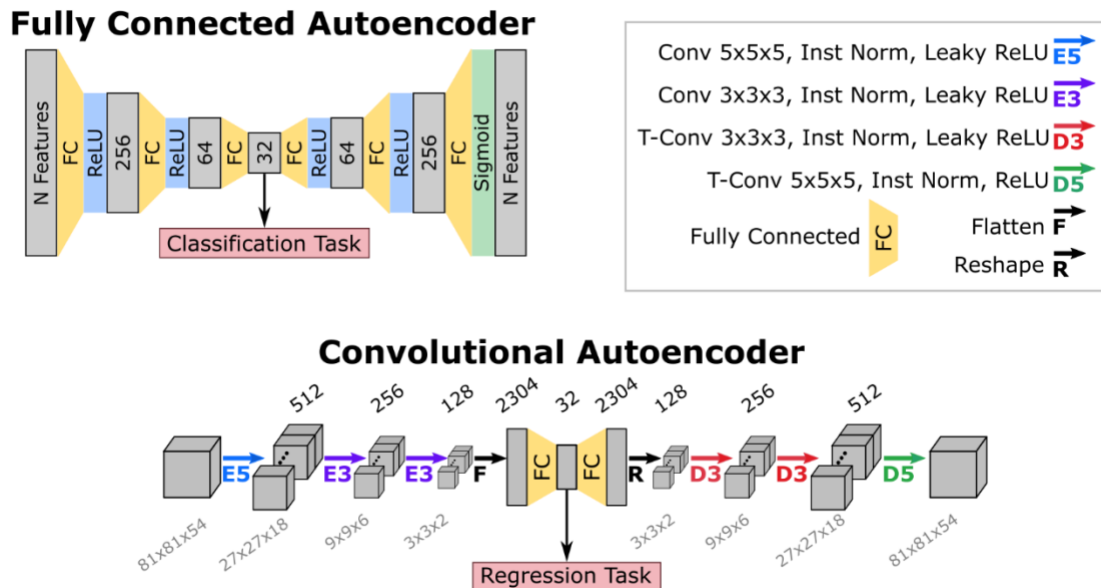 Fully Connected Autoencoder
N Features
FC
ReLU
256
FC
ReLU
64
FC
32
FC
ReLU
64
FC
ReLU
256
FC
Sigmoid
N Features
Classification Task
Conv 5x5x5, Inst Norm, Leaky ReLU E5
Conv 3x3x3, Inst Norm, Leaky ReLU E3
T-Conv 3x3x3, Inst Norm, Leaky ReLU D3
T-Conv 5x5x5, Inst Norm, ReLU D5
Fully Connected FC
Flatten F
Reshape R
Convolutional Autoencoder
512
256
128
2304
32
2304
128
256
512
E5
E3
E3
F
FC
FC
R
D3
D3
D5
81x81x54
27x27x18
9x9x6
3x3x2
3x3x2
9x9x6
27x27x18
81x81x54
Regression Task